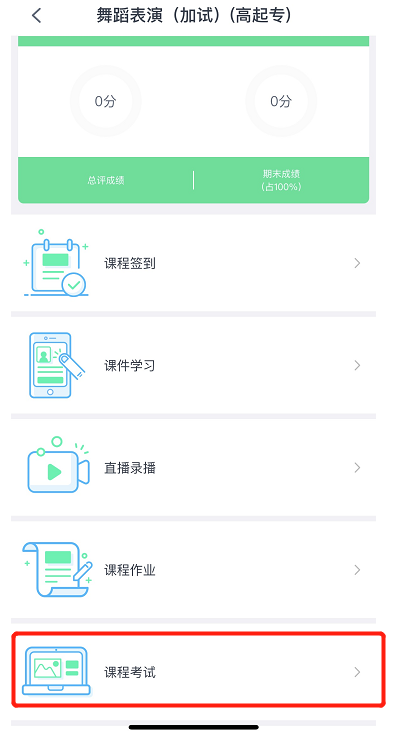 舞蹈表演（加试）(高起专)
0分
0分
总评成绩
期末成绩
（占100%）
课程签到
课件学习
直播录播
课程作业
课程考试